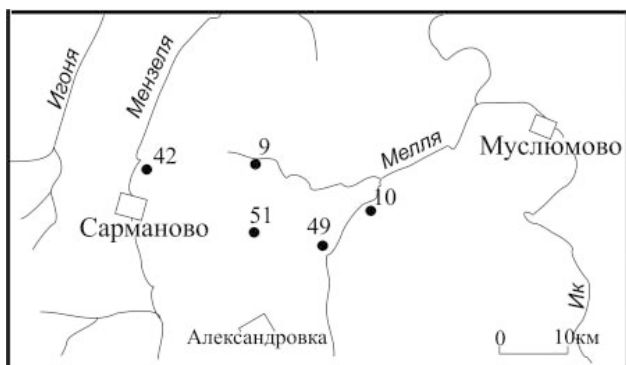 Игоня
Мензеля
42
9
Мелля
Муслюмово
10
Сарманово
51
49
Ик
Александровка
0 10км